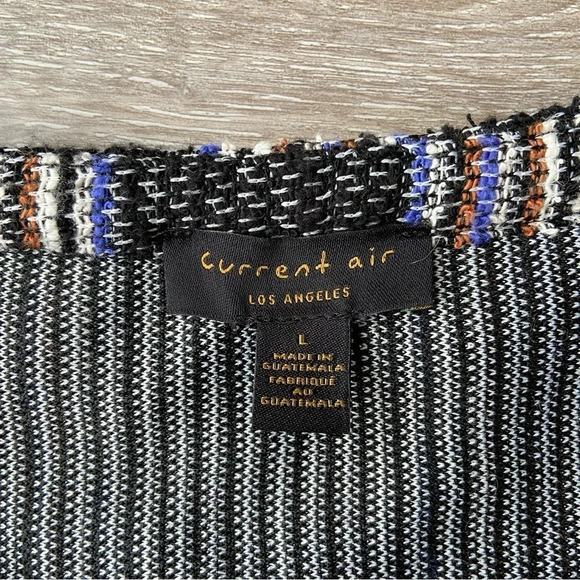 current air
LOS ANGELES
L
MADE IN
GUATEMALA
FABRIQUÉ
AU
GUATEMALA